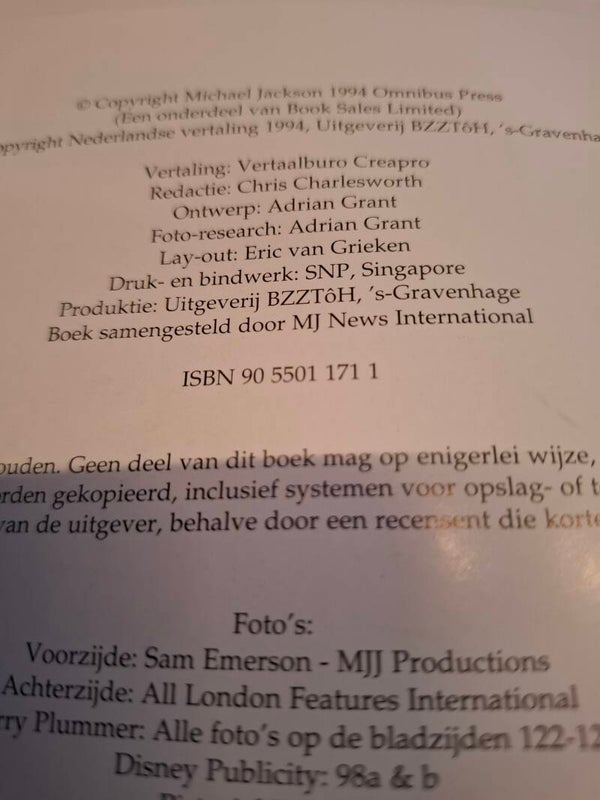 © Copyright Michael Jackson 1994 Omnibus Press
(Een onderdeel van Book Sales Limited)
opyright Nederlandse vertaling 1994, Uitgeverij BZZTôH, 's-Gravenha
Vertaling: Vertaalburo Creapro
Redactie: Chris Charlesworth
Ontwerp: Adrian Grant
Foto-research: Adrian Grant
Lay-out: Eric van Grieken
Druk- en bindwerk: SNP, Singapore
Produktie: Uitgeverij BZZTôH, 's-Gravenhage
Boek samengesteld door MJ News International
ISBN 90 5501 171 1
ouden. Geen deel van dit boek mag op enigerlei wijze,
rden gekopieerd, inclusief systemen voor opslag- of t
van de uitgever, behalve door een recensent die korte
Foto's:
Voorzijde: Sam Emerson - MJJ Productions
Achterzijde: All London Features International
rry Plummer: Alle foto's op de bladzijden 122-12
Disney Publicity: 98a & b